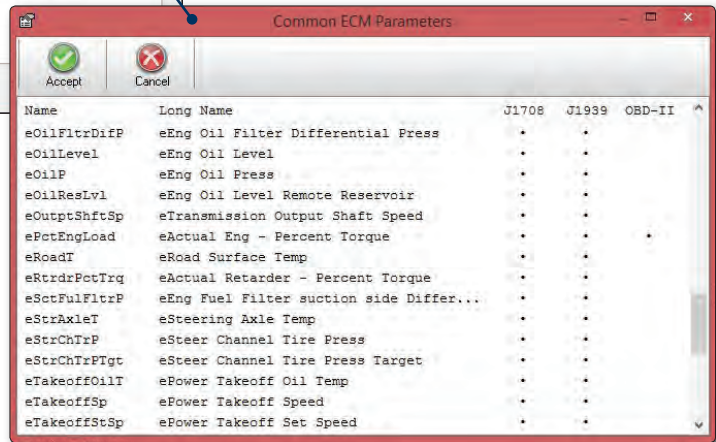 Common ECM Parameters
Accept Cancel
Name Long Name J1708 J1939 OBD-II
eOilFltrDifP eEng Oil Filter Differential Press • •
eOilLevel eEng Oil Level • •
eOilP eEng Oil Press • •
eOilResLvl eEng Oil Level Remote Reservoir • •
eOutptShftSp eTransmission Output Shaft Speed • •
ePctEngLoad eActual Eng - Percent Torque • • •
eRoadT eRoad Surface Temp • •
eRtrdrPctTrq eActual Retarder - Percent Torque • •
eSctFulFltrP eEng Fuel Filter suction side Differ... • •
eStrAxleT eSteering Axle Temp • •
eStrChTrP eSteer Channel Tire Press • •
eStrChTrPTgt eSteer Channel Tire Press Target • •
eTakeoffOilT ePower Takeoff Oil Temp • •
eTakeoffSp ePower Takeoff Speed • •
eTakeoffStSp ePower Takeoff Set Speed • •